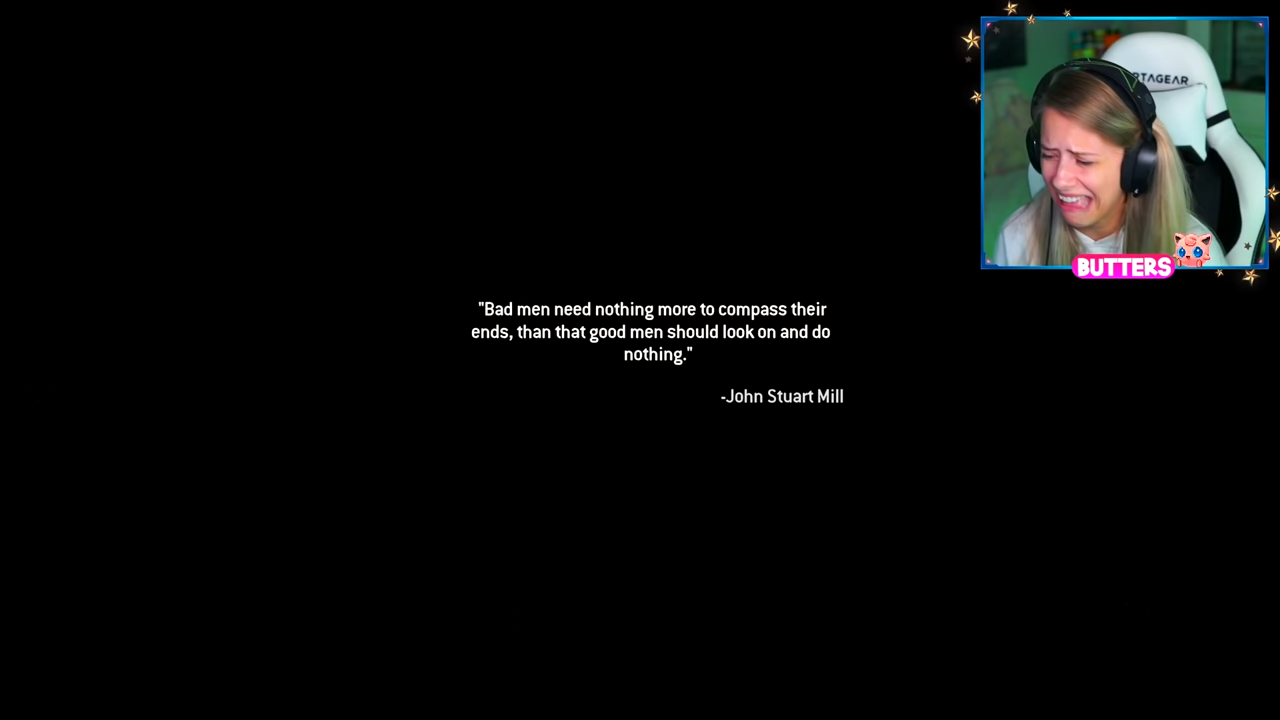 RTAGEAR
BUTTERS
"Bad men need nothing more to compass their
ends, than that good men should look on and do
nothing."
-John Stuart Mill